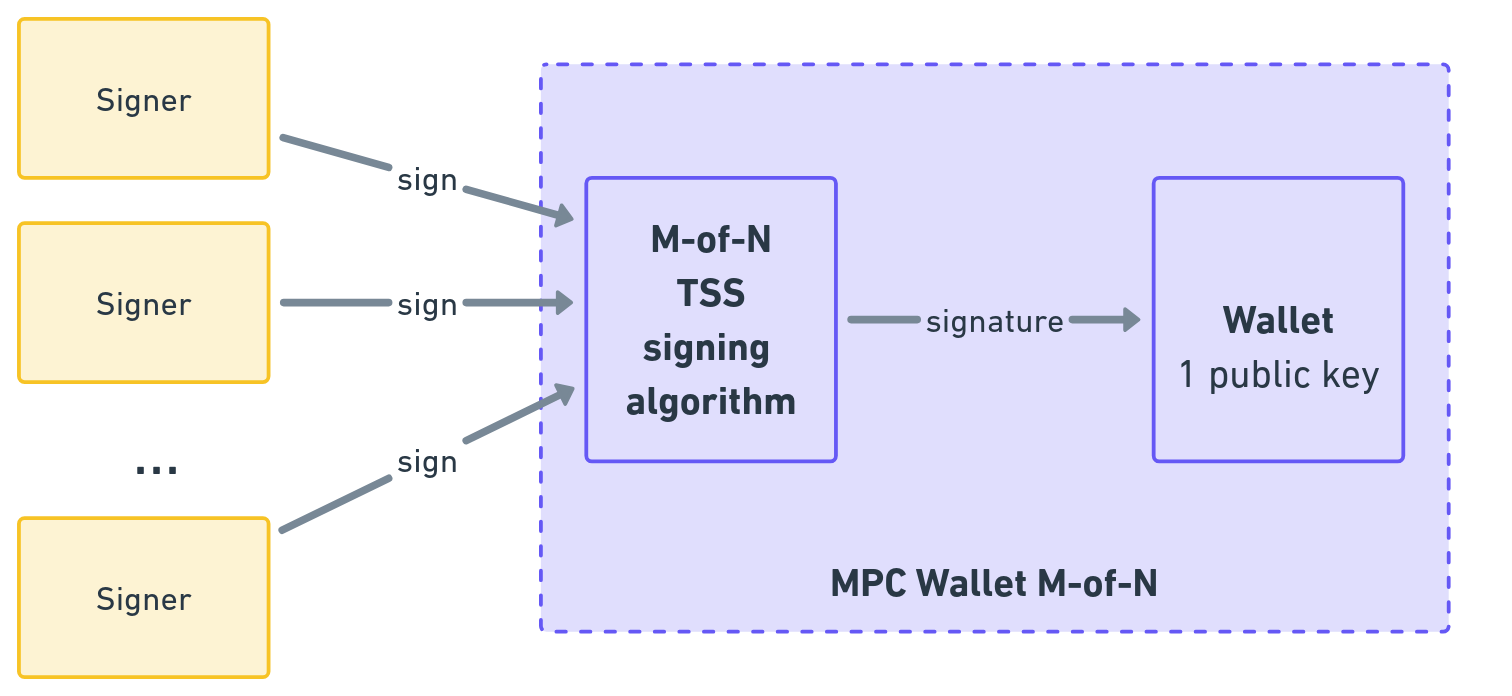 Signer
sign
Signer
sign
...
sign
Signer
M-of-N
TSS
signing
algorithm
signature
Wallet
1 public key
MPC Wallet M-of-N